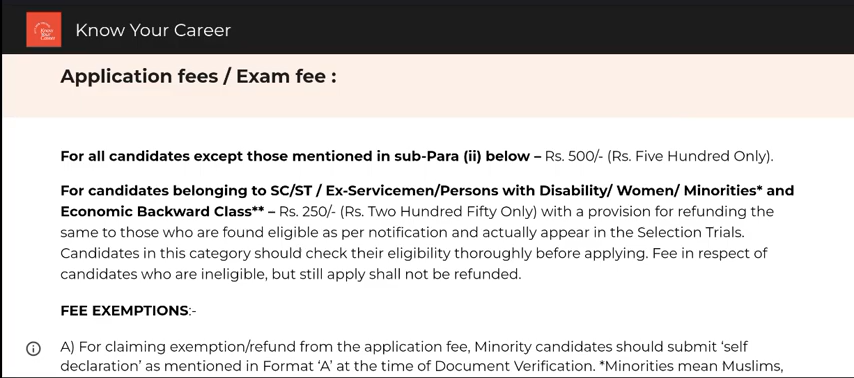 Know Your Career
Application fees / Exam fee :
For all candidates except those mentioned in sub-Para (ii) below – Rs. 500/- (Rs. Five Hundred Only).
For candidates belonging to SC/ST / Ex-Servicemen/Persons with Disability/ Women/ Minorities* and
Economic Backward Class** – Rs. 250/- (Rs. Two Hundred Fifty Only) with a provision for refunding the
same to those who are found eligible as per notification and actually appear in the Selection Trials.
Candidates in this category should check their eligibility thoroughly before applying. Fee in respect of
candidates who are ineligible, but still apply shall not be refunded.
FEE EXEMPTIONS:-
A) For claiming exemption/refund from the application fee, Minority candidates should submit ‘self
declaration’ as mentioned in Format ‘A’ at the time of Document Verification. *Minorities mean Muslims,